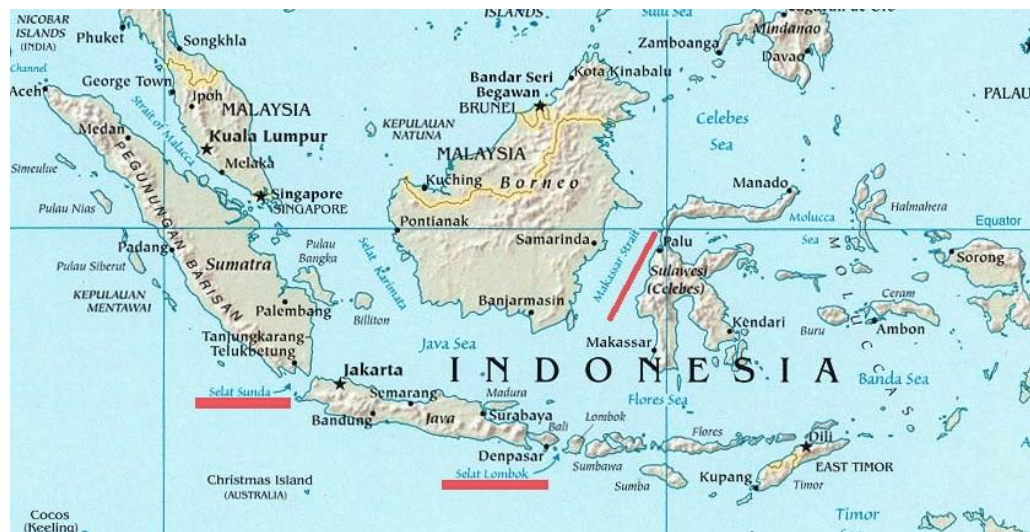 NICOBAR
ISLANDS
(INDIA)
Phuket
Songkhla
Channel
Aceh
George Town
Ipoh
MALAYSIA
Strait of Malacca
Kuala Lumpur
Medan
Melaka
Simeulue
PEGUNUNGAN BARISAN
Singapore
SINGAPORE
Pulau Nias
Padang
Pulau Siberut
KEPULAUAN
MENTAWAI
Sumatra
Pulau
Bangka
Palembang
Billiton
Tanjungkarang-
Telukbetung
Selat Sunda
ISLANDS
Bandar Seri
Begawan
BRUNEI
Kota Kinabalu
KEPULAUAN
NATUNA
MALAYSIA
Kuching
Borneo
Pontianak
Selat Karimata
Samarinda
Banjarmasin
Java Sea
Makassar Strait
Sulu Sea
Zamboanga
Mindanao
Davao
PALAU
Celebes
Sea
Manado
Molucca
Sea
Halmahera
Equator
Palu
Sulawesi
(Celebes)
MOLUCCAS
Sorong
Ceram
Buru
Ambon
Kendari
Makassar
INDONESIA
Banda Sea
Flores Sea
Jakarta
Semarang
Madura
Bandung
Java
Surabaya
Bali
Lombok
Denpasar
Selat Lombok
Sumbawa
Flores
Sumba
Dili
EAST TIMOR
Kupang
Timor
Christmas Island
(AUSTRALIA)
Cocos
(Keeling)
Timor